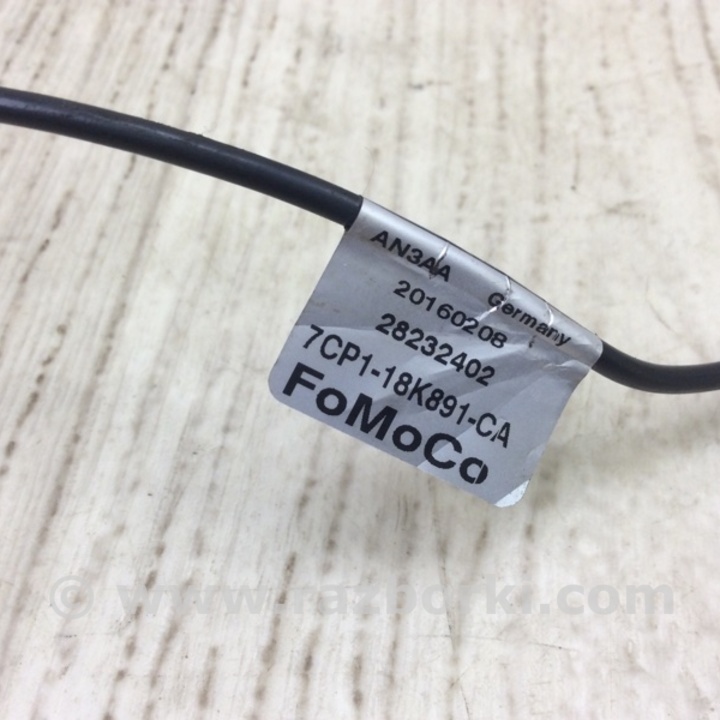 AN3AA Germany
20160208
28232402
7CP1-18K891-CA
FoMoCo
© www.razborki.com